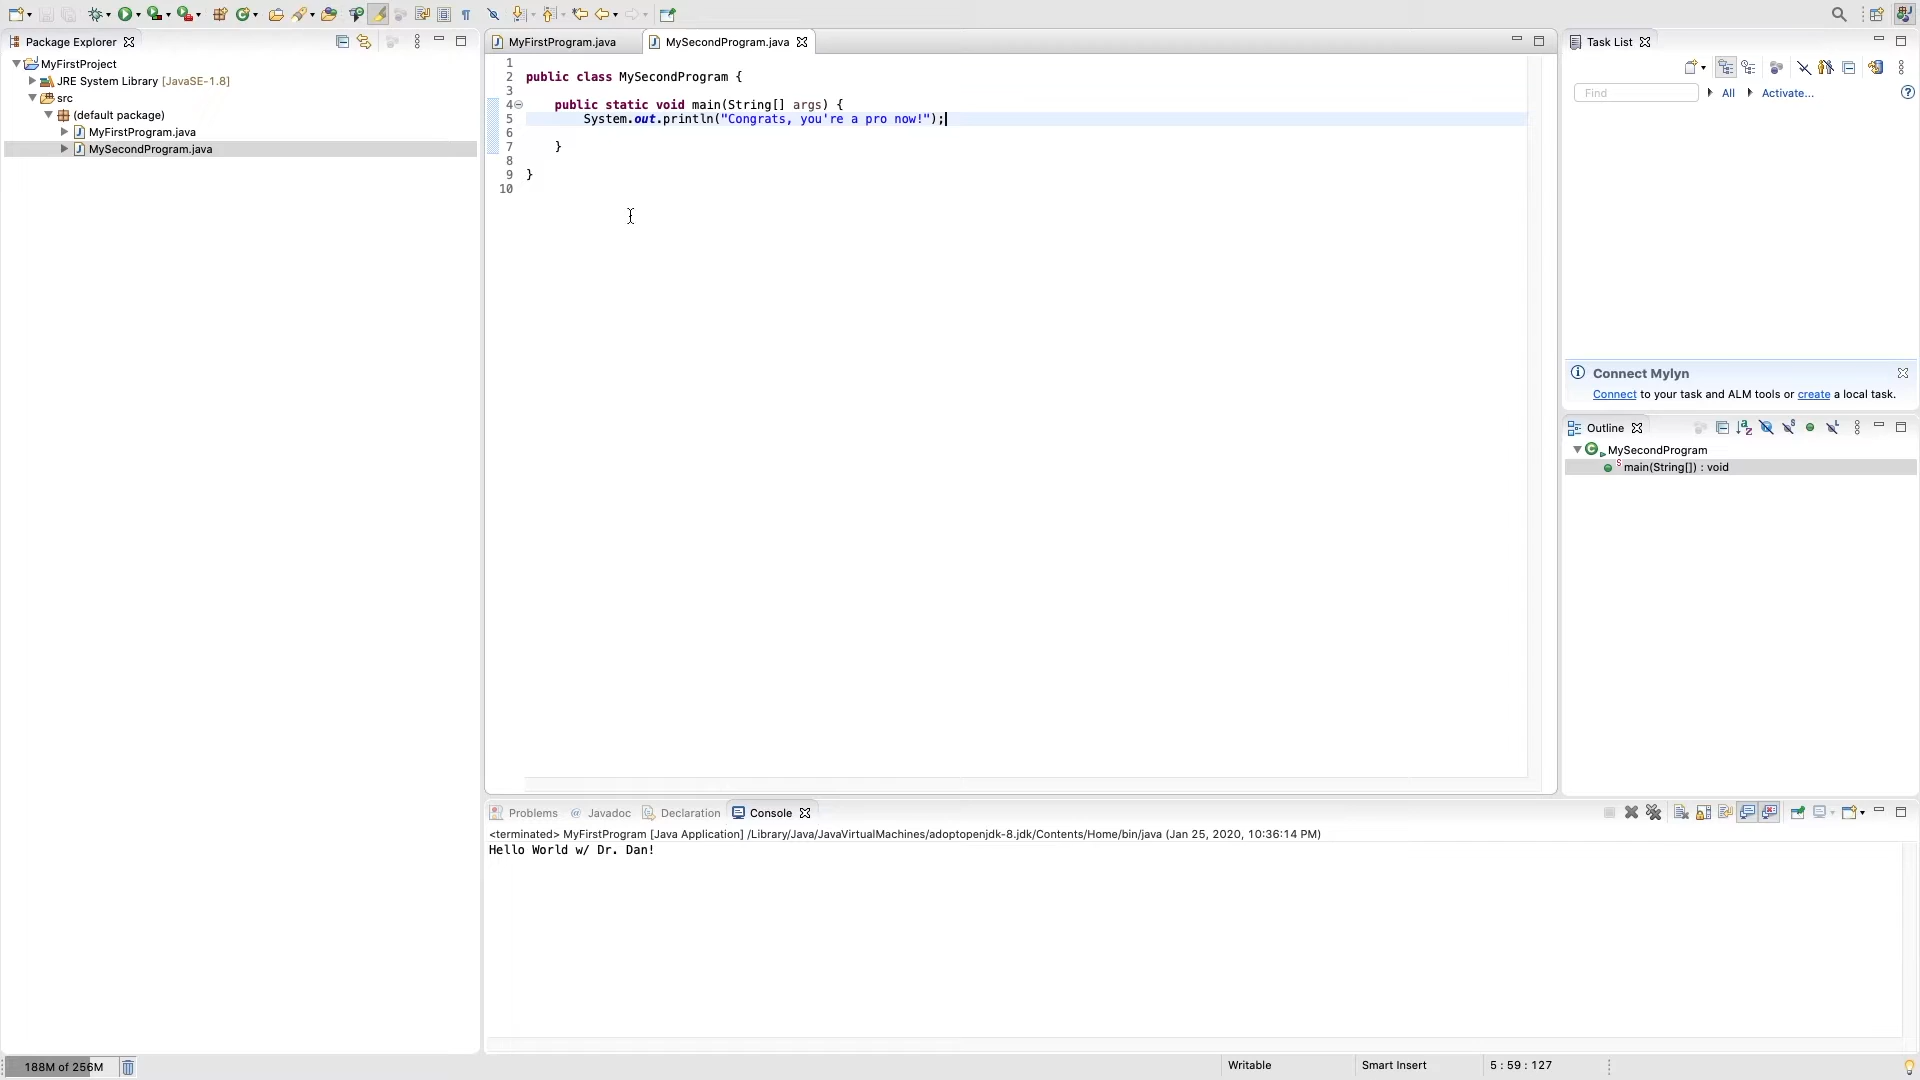 Package Explorer
MyFirstProject
JRE System Library [JavaSE-1.8]
src
(default package)
MyFirstProgram.java
MySecondProgram.java
MyFirstProgram.java
MySecondProgram.java
1
2 public class MySecondProgram {
3
4 public static void main(String[] args) {
5 System.out.println("Congrats, you're a pro now!");
6
7 }
8
9 }
10
Task List
Find
All
Activate...
Connect Mylyn
Connect to your task and ALM tools or create a local task.
Outline
MySecondProgram
main(String[]) : void
Problems
Javadoc
Declaration
Console
<terminated> MyFirstProgram [Java Application] /Library/Java/JavaVirtualMachines/adoptopenjdk-8.jdk/Contents/Home/bin/java (Jan 25, 2020, 10:36:14 PM)
Hello World w/ Dr. Dan!
188M of 256M
Writable
Smart Insert
5 : 59 : 127